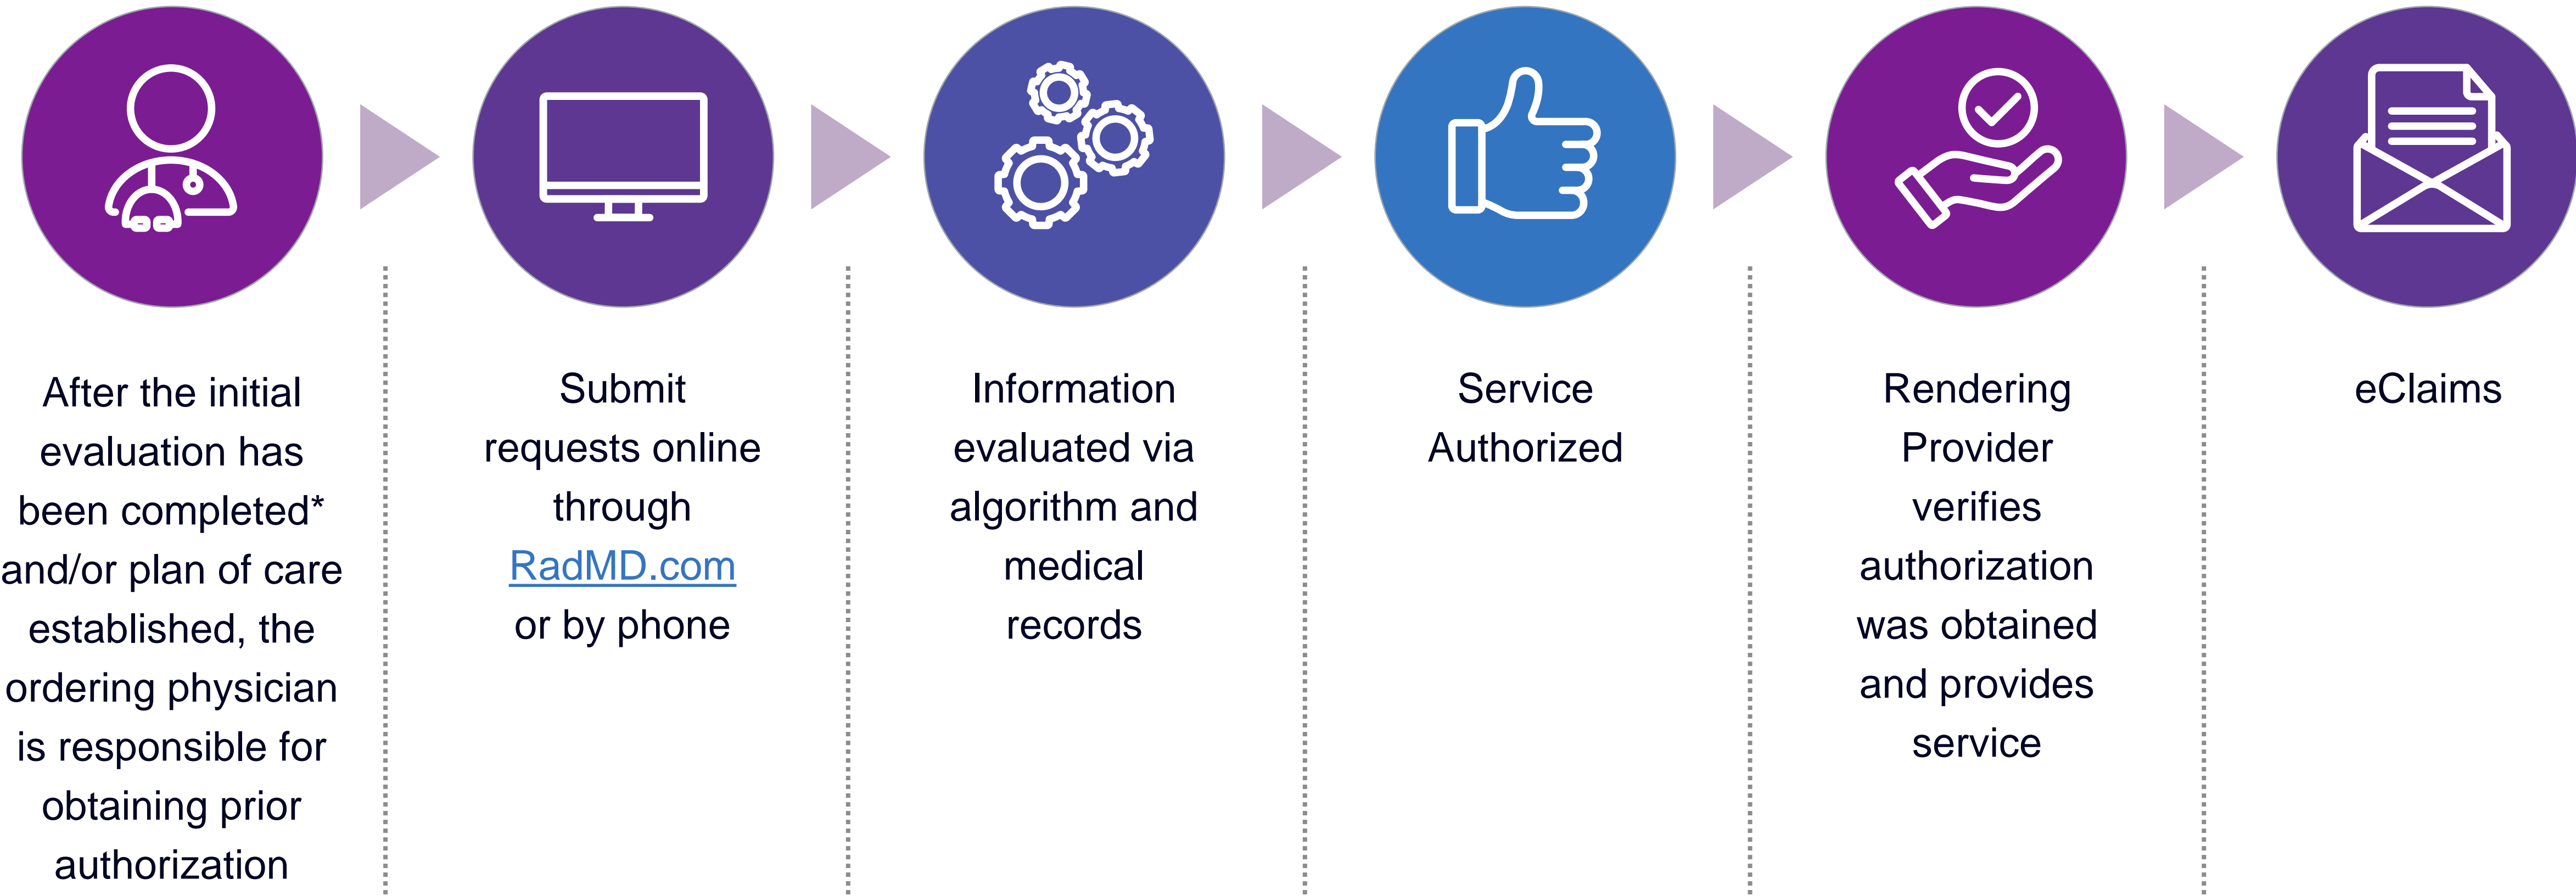 After the initial
evaluation has
been completed*
and/or plan of care
established, the
ordering physician
is responsible for
obtaining prior
authorization
Submit
requests online
through
RadMD.com
or by phone
Information
evaluated via
algorithm and
medical
records
Service
Authorized
Rendering
Provider
verifies
authorization
was obtained
and provides
service
eClaims